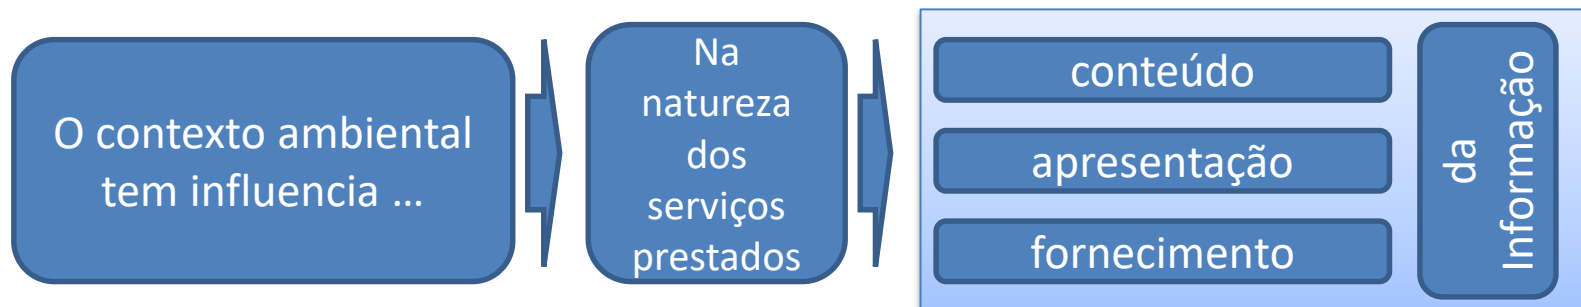 O contexto ambiental
tem influencia ...
Na
natureza
dos
serviços
prestados
conteúdo
apresentação
fornecimento
da
Informação